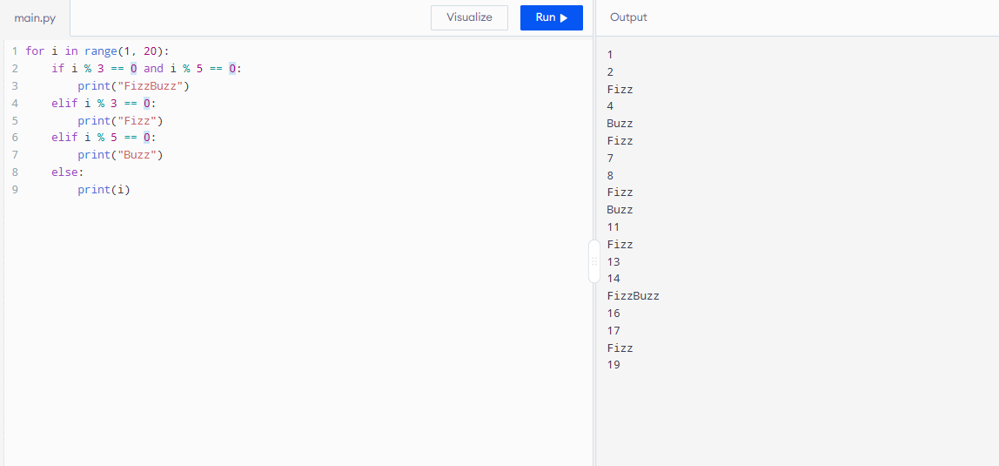 main.py
Visualize
Run
Output
1 for i in range(1, 20):
2     if i % 3 == 0 and i % 5 == 0:
3         print("FizzBuzz")
4     elif i % 3 == 0:
5         print("Fizz")
6     elif i % 5 == 0:
7         print("Buzz")
8     else:
9         print(i)
1
2
Fizz
4
Buzz
Fizz
7
8
Fizz
Buzz
11
Fizz
13
14
FizzBuzz
16
17
Fizz
19